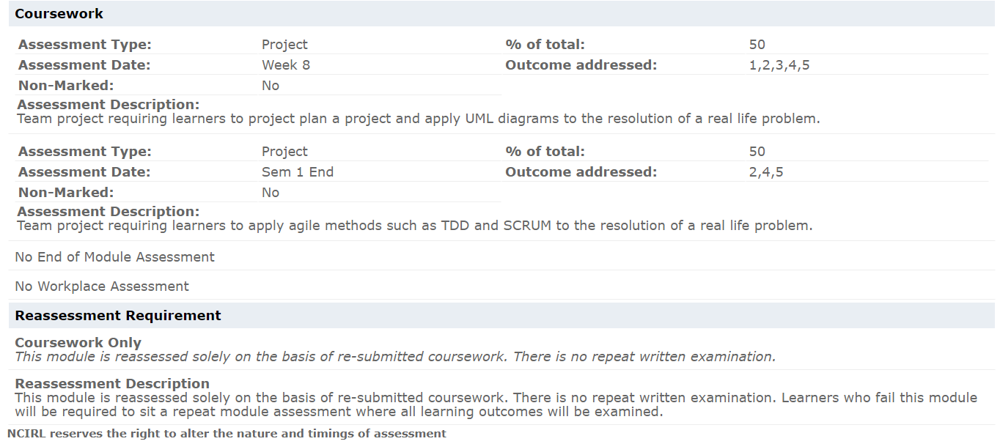 Coursework
Assessment Type: Project % of total: 50
Assessment Date: Week 8 Outcome addressed: 1,2,3,4,5
Non-Marked: No
Assessment Description:
Team project requiring learners to project plan a project and apply UML diagrams to the resolution of a real life problem.
Assessment Type: Project % of total: 50
Assessment Date: Sem 1 End Outcome addressed: 2,4,5
Non-Marked: No
Assessment Description:
Team project requiring learners to apply agile methods such as TDD and SCRUM to the resolution of a real life problem.
No End of Module Assessment
No Workplace Assessment
Reassessment Requirement
Coursework Only
This module is reassessed solely on the basis of re-submitted coursework. There is no repeat written examination.
Reassessment Description
This module is reassessed solely on the basis of re-submitted coursework. There is no repeat written examination. Learners who fail this module
will be required to sit a repeat module assessment where all learning outcomes will be examined.
NCIRL reserves the right to alter the nature and timings of assessment